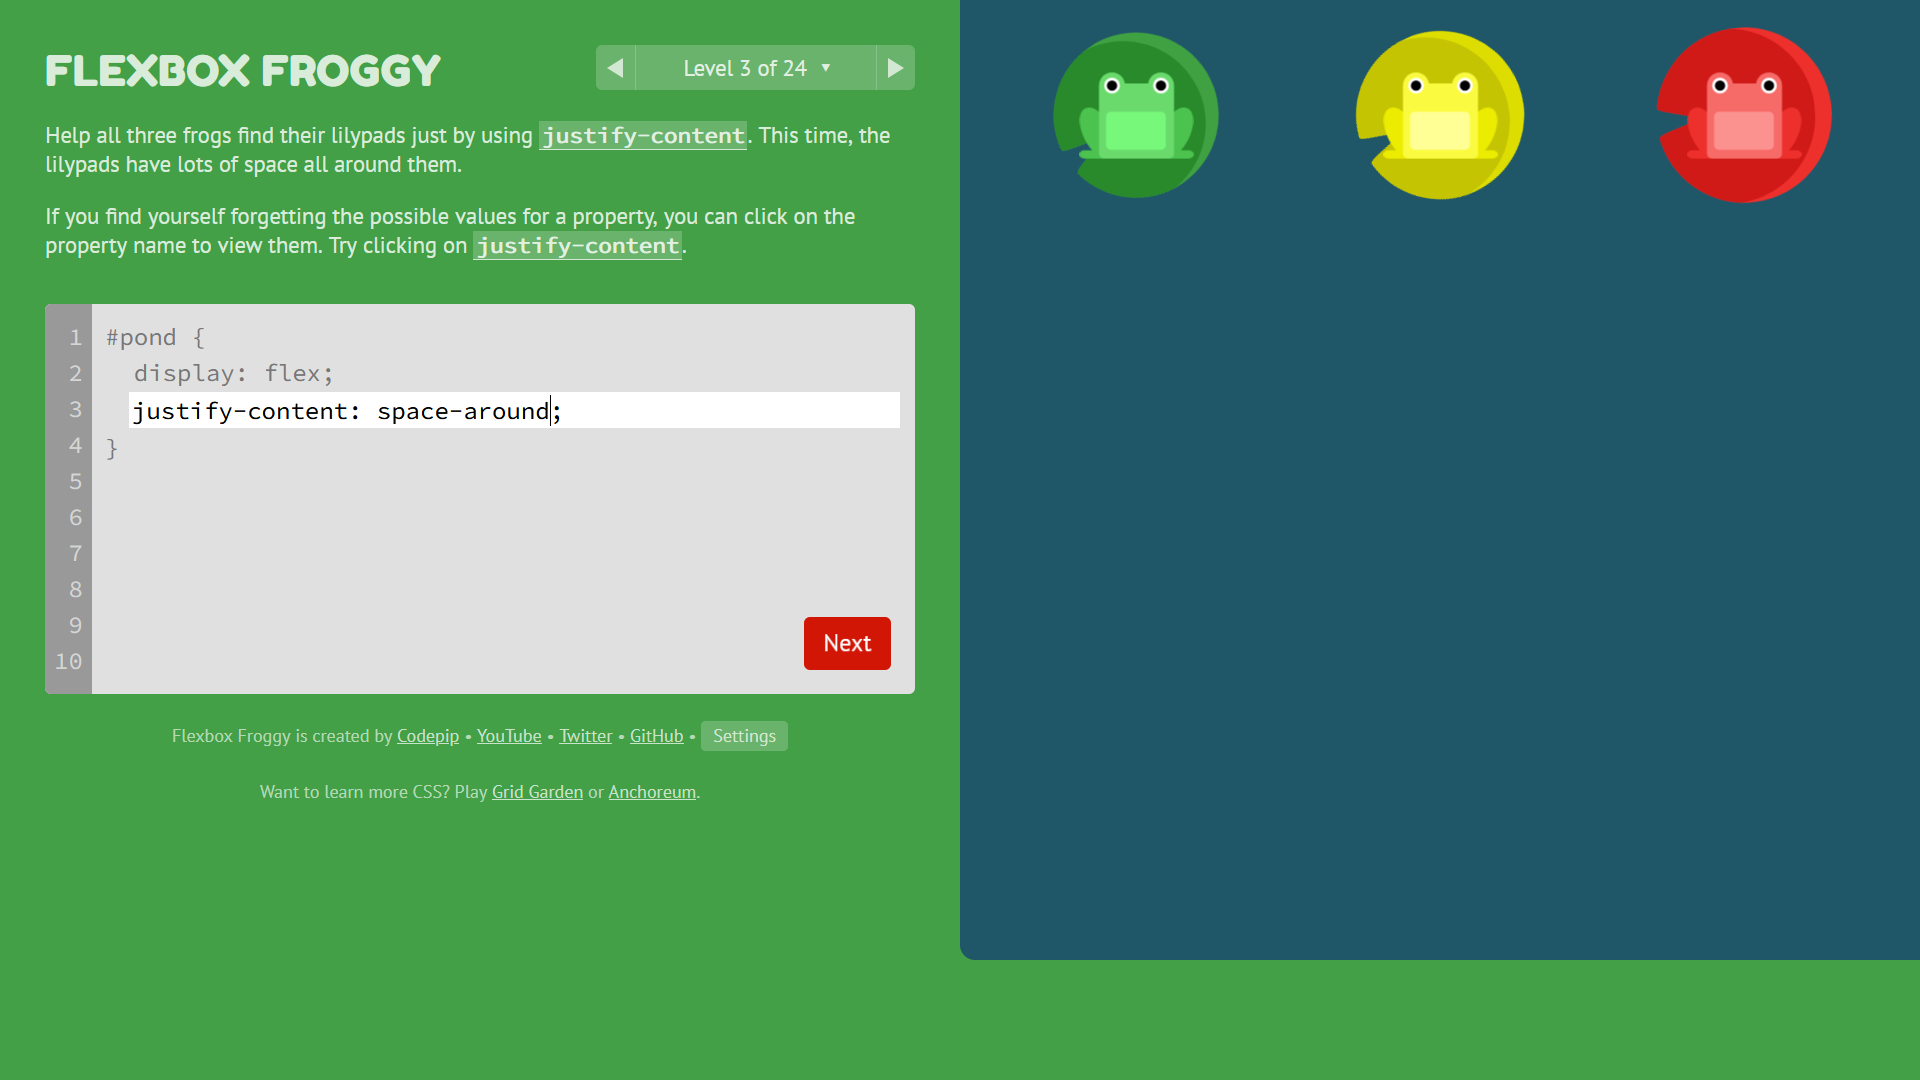 FLEXBOX FROGGY
Level 3 of 24 ▼
Help all three frogs find their lilypads just by using justify-content. This time, the
lilypads have lots of space all around them.
If you find yourself forgetting the possible values for a property, you can click on the
property name to view them. Try clicking on justify-content.
1 #pond {
2 display: flex;
3 justify-content: space-around;
4 }
5
6
7
8
9
10
Next
Flexbox Froggy is created by Codepip • YouTube • Twitter • GitHub • Settings
Want to learn more CSS? Play Grid Garden or Anchoreum.